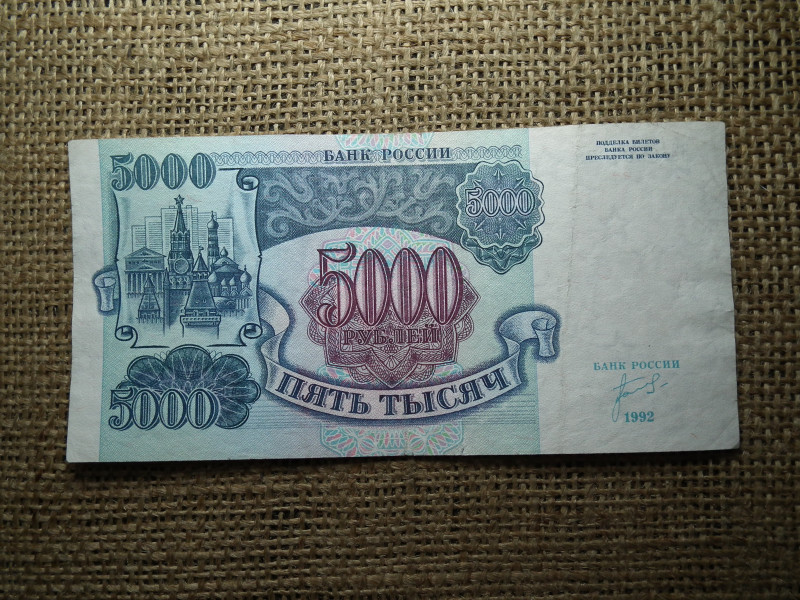 БАНК РОССИИ
5000
5000
5000
РУБЛЕЙ
ПЯТЬ ТЫСЯЧ
5000
ПОДДЕЛКА БИЛЕТОВ
БАНКА РОССИИ
ПРЕСЛЕДУЕТСЯ ПО ЗАКОНУ
БАНК РОССИИ
1992